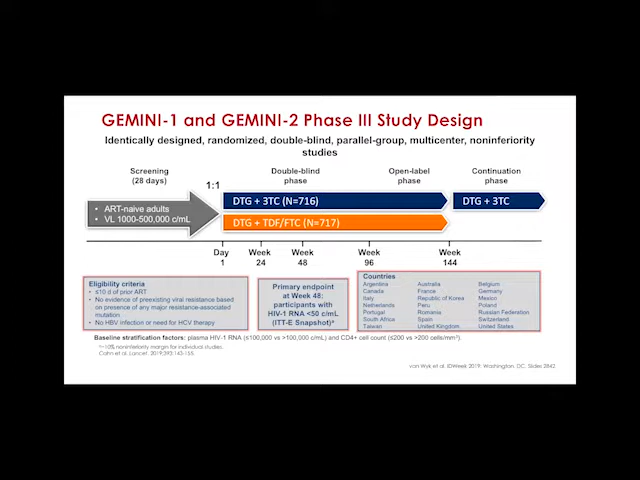 GEMINI-1 and GEMINI-2 Phase III Study Design
Identically designed, randomized, double-blind, parallel-group, multicenter, noninferiority
studies
Screening
(28 days)
Double-blind
phase
Open-label
phase
Continuation
phase
1:1
• ART-naive adults
• VL 1000-500,000 c/mL
DTG + 3TC (N=716)
DTG + 3TC
DTG + TDF/FTC (N=717)
Day
1
Week
24
Week
48
Week
96
Week
144
Eligibility criteria
• ≤10 d of prior ART
• No evidence of preexisting viral resistance based
on presence of any major resistance-associated
mutation
• No HBV infection or need for HCV therapy
Primary endpoint
at Week 48:
participants with
HIV-1 RNA <50 c/mL
(ITT-E Snapshot)ᵃ
Countries
Argentina Australia Belgium
Canada France Germany
Italy Republic of Korea Mexico
Netherlands Peru Poland
Portugal Romania Russian Federation
South Africa Spain Switzerland
Taiwan United Kingdom United States
Baseline stratification factors: plasma HIV-1 RNA (≤100,000 vs >100,000 c/mL) and CD4+ cell count (≤200 vs >200 cells/mm³).
ᵃ−10% noninferiority margin for individual studies.
Cahn et al. Lancet. 2019;393:143-155.
van Wyk et al. IDWeek 2019; Washington, DC. Slides 2842.